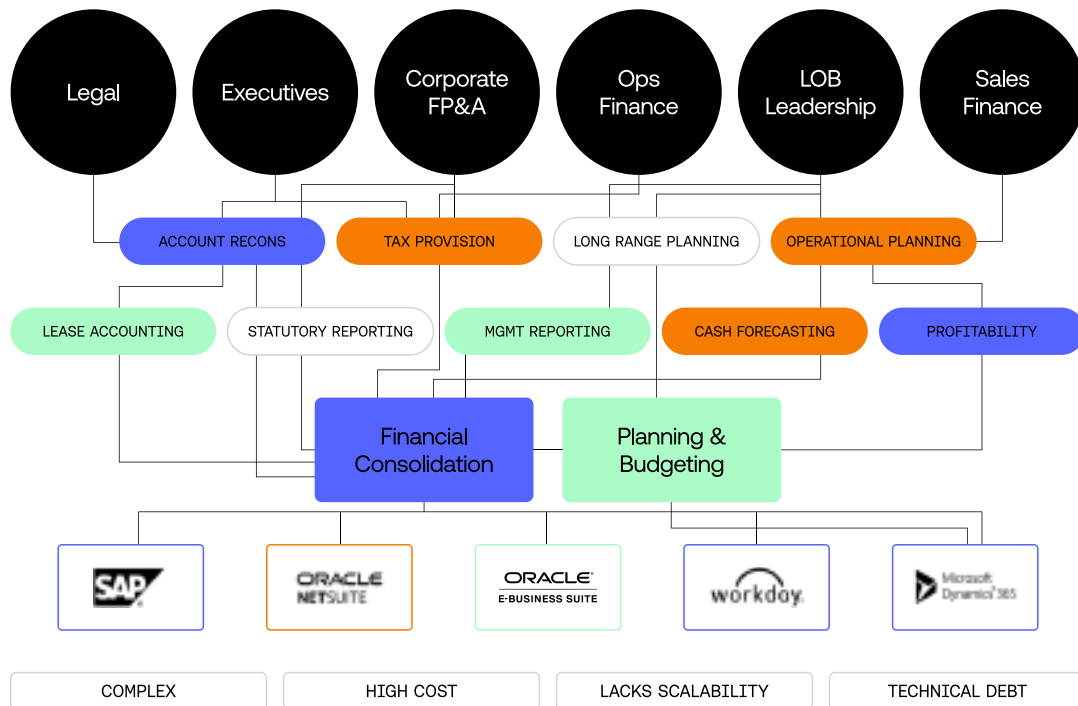 Legal
Executives
Corporate
FP&A
Ops
Finance
LOB
Leadership
Sales
Finance
ACCOUNT RECONS
TAX PROVISION
LONG RANGE PLANNING
OPERATIONAL PLANNING
LEASE ACCOUNTING
STATUTORY REPORTING
MGMT REPORTING
CASH FORECASTING
PROFITABILITY
Financial
Consolidation
Planning &
Budgeting
SAP
ORACLE
NETSUITE
ORACLE
E-BUSINESS SUITE
workday.
Microsoft
Dynamics 365
COMPLEX
HIGH COST
LACKS SCALABILITY
TECHNICAL DEBT